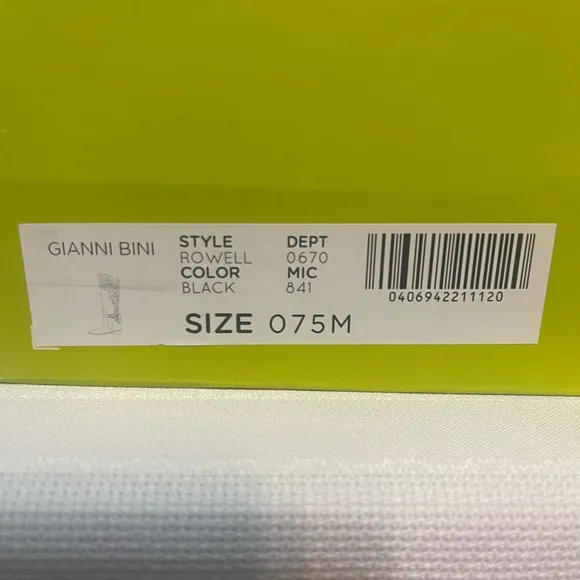 GIANNI BINI
STYLE
ROWELL
COLOR
BLACK
DEPT
0670
MIC
841
SIZE 075M
0406942211120